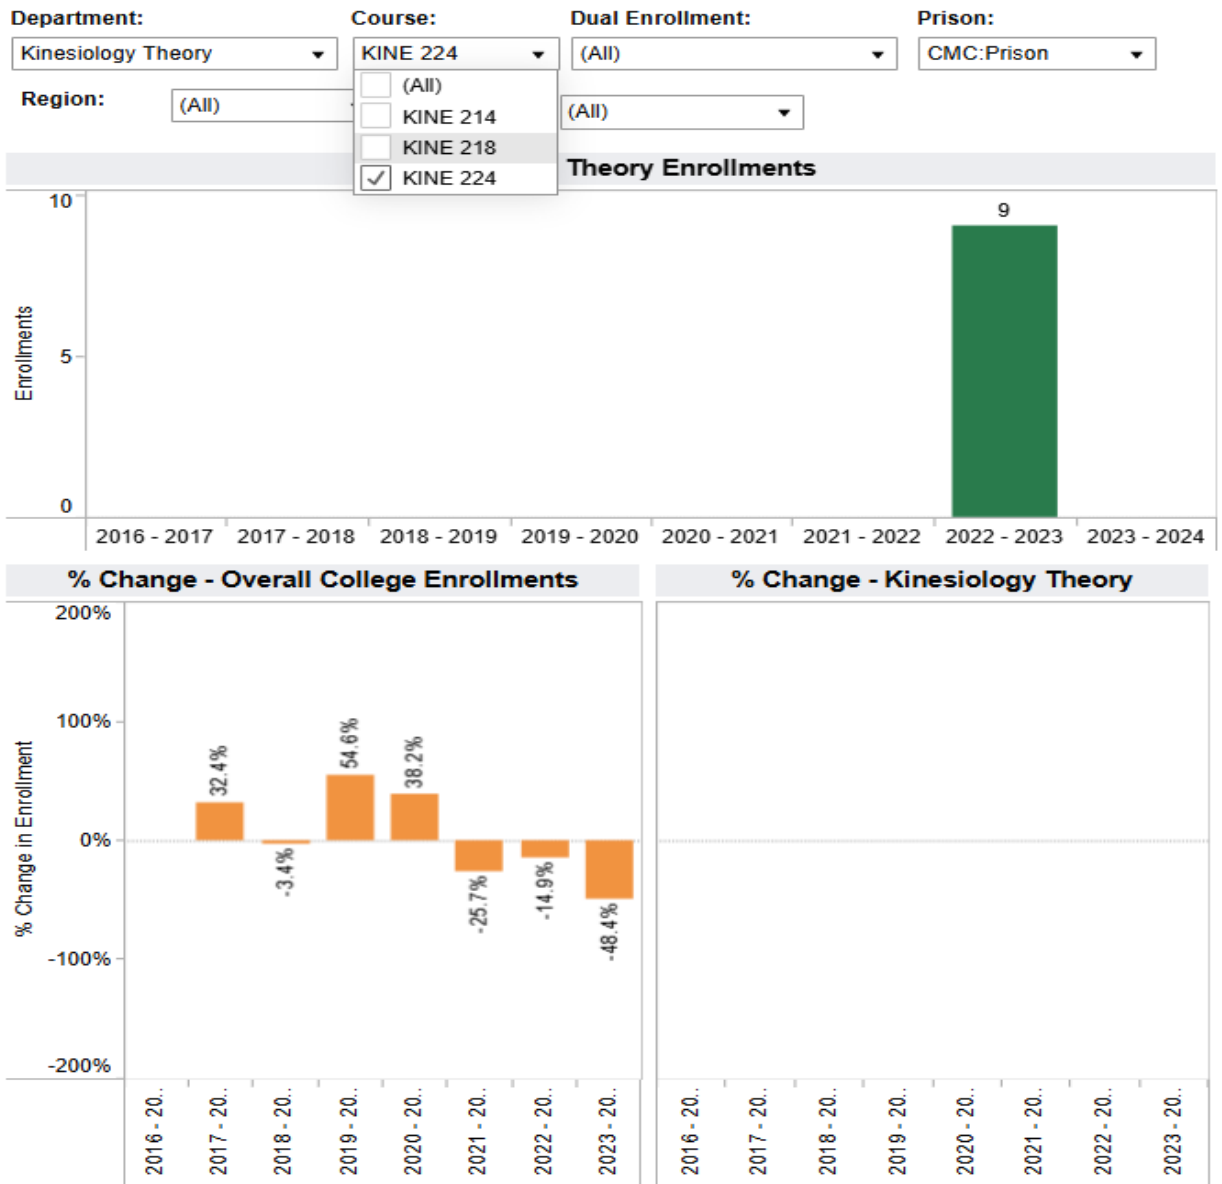 Department: Course: Dual Enrollment: Prison:
Kinesiology Theory KINE 224 (All) CMC:Prison
(All)
Region: (All) (All)
KINE 214
KINE 218
KINE 224
Theory Enrollments
10
9
Enrollments
5
0
2016 - 2017 2017 - 2018 2018 - 2019 2019 - 2020 2020 - 2021 2021 - 2022 2022 - 2023 2023 - 2024
% Change - Overall College Enrollments % Change - Kinesiology Theory
200%
100%
0%
-100%
-200%
% Change in Enrollment
32.4%
-3.4%
54.6%
38.2%
-25.7%
-14.9%
-48.4%
2016 - 20..
2017 - 20..
2018 - 20..
2019 - 20..
2020 - 20..
2021 - 20..
2022 - 20..
2023 - 20..
2016 - 20..
2017 - 20..
2018 - 20..
2019 - 20..
2020 - 20..
2021 - 20..
2022 - 20..
2023 - 20..